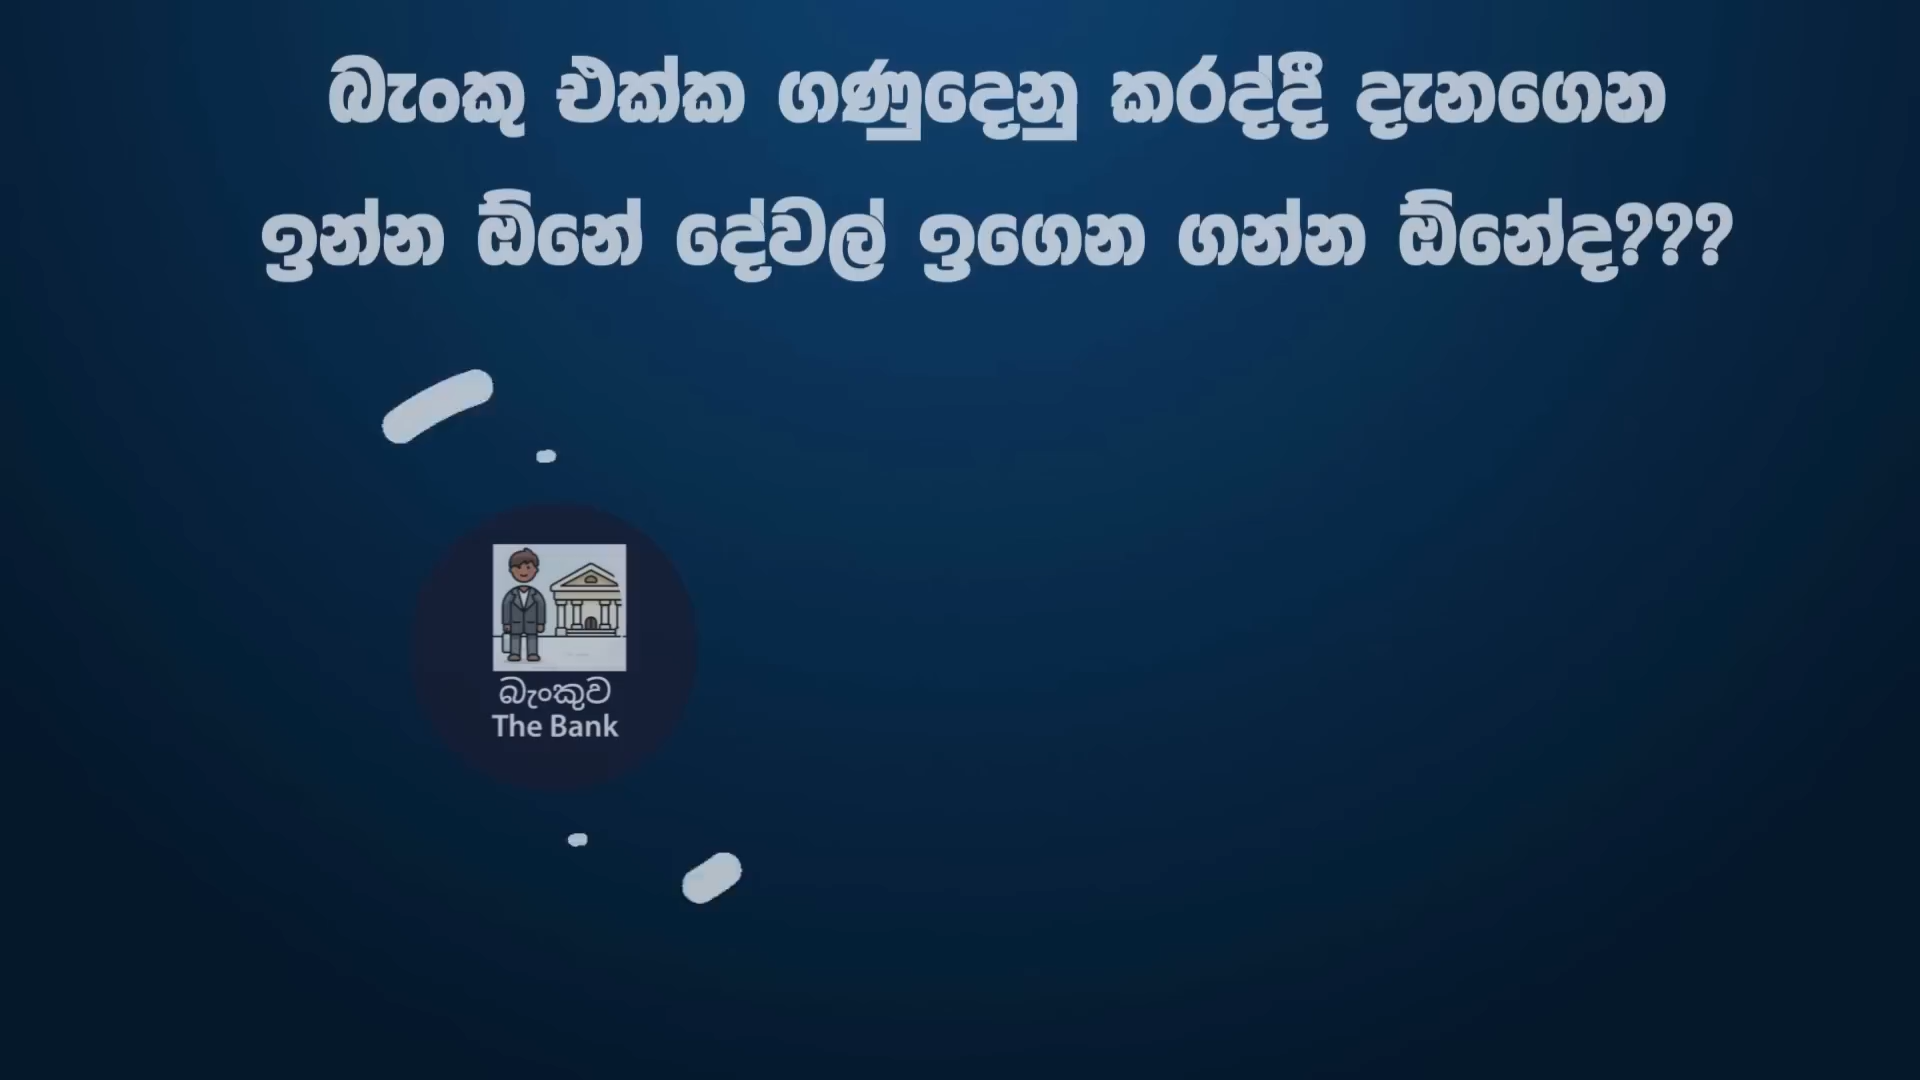 බැංකු එක්ක ගණුදෙනු කරද්දී දැනගෙන
ඉන්න ඕනේ දේවල් ඉගෙන ගන්න ඕනේද???
බැංකුව
The Bank